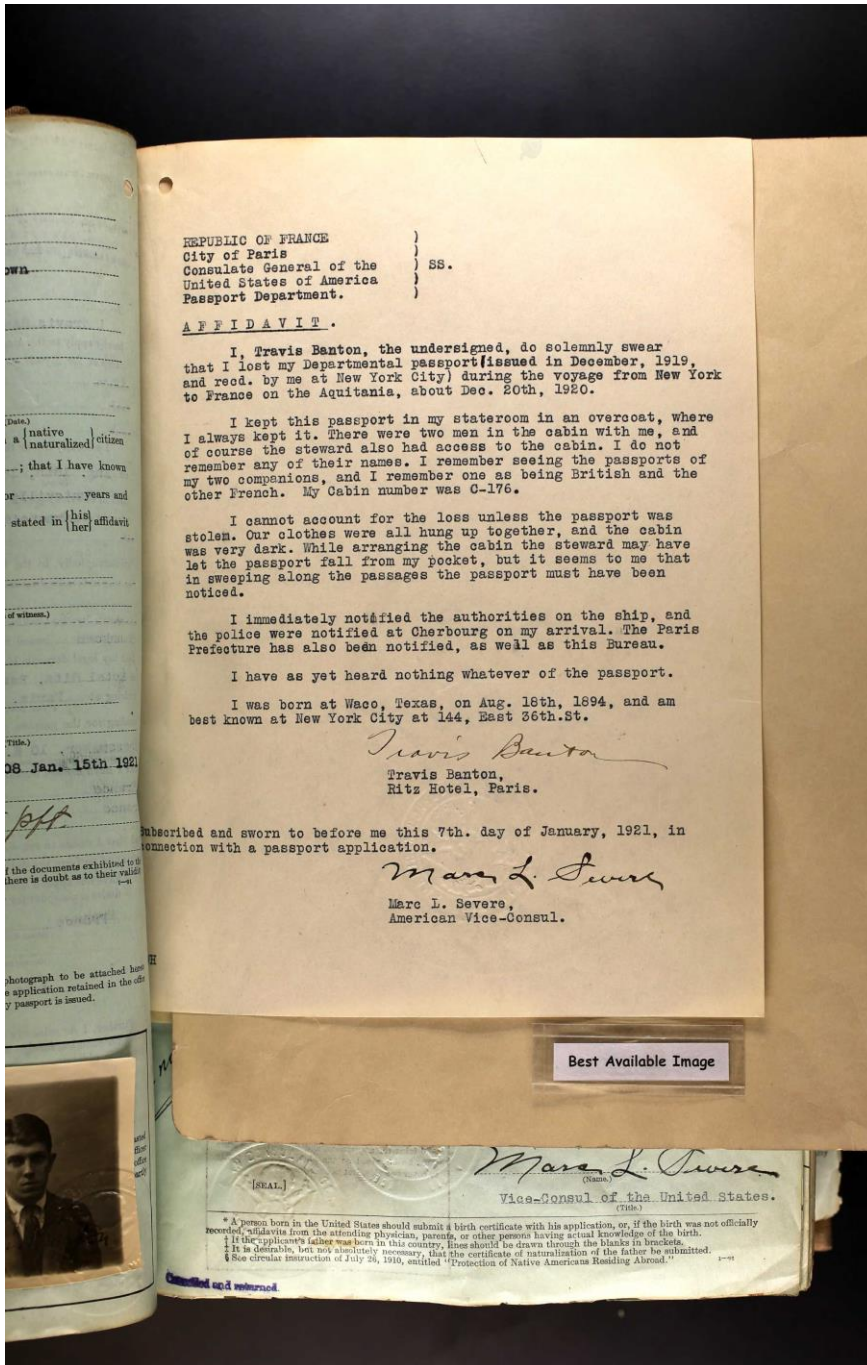 own
(Date.)
a {native
naturalized} citizen
; that I have known
or years and
stated in {his
her} affidavit
of witness.)
(Title.)
08 Jan. 15th 1921
pft.
f the documents exhibited to th
there is doubt as to their validi
photograph to be attached here
e application retained in the offi
y passport is issued.
REPUBLIC OF FRANCE )
City of Paris )
Consulate General of the ) SS.
United States of America )
Passport Department. )
AFFIDAVIT.
I, Travis Banton, the undersigned, do solemnly swear
that I lost my Departmental passport(issued in December, 1919,
and recd. by me at New York City) during the voyage from New York
to France on the Aquitania, about Dec. 20th, 1920.
I kept this passport in my stateroom in an overcoat, where
I always kept it. There were two men in the cabin with me, and
of course the steward also had access to the cabin. I do not
remember any of their names. I remember seeing the passports of
my two companions, and I remember one as being British and the
other French. My Cabin number was C-176.
I cannot account for the loss unless the passport was
stolen. Our clothes were all hung up together, and the cabin
was very dark. While arranging the cabin the steward may have
let the passport fall from my pocket, but it seems to me that
in sweeping along the passages the passport must have been
noticed.
I immediately notified the authorities on the ship, and
the police were notified at Cherbourg on my arrival. The Paris
Prefecture has also been notified, as well as this Bureau.
I have as yet heard nothing whatever of the passport.
I was born at Waco, Texas, on Aug. 18th, 1894, and am
best known at New York City at 144, East 36th.St.
Travis Banton
Travis Banton,
Ritz Hotel, Paris.
Subscribed and sworn to before me this 7th. day of January, 1921, in
connection with a passport application.
Marc L. Severe
Marc L. Severe,
American Vice-Consul.
Best Available Image
Marc L. Severe
(Name.)
[SEAL.]
Vice-Consul of the United States.
(Title.)
* A person born in the United States should submit a birth certificate with his application, or, if the birth was not officially
recorded, affidavits from the attending physician, parents, or other persons having actual knowledge of the birth.
† If the applicant's father was born in this country, lines should be drawn through the blanks in brackets.
‡ It is desirable, but not absolutely necessary, that the certificate of naturalization of the father be submitted.
§ See circular instruction of July 26, 1910, entitled "Protection of Native Americans Residing Abroad."
Cancelled and returned.